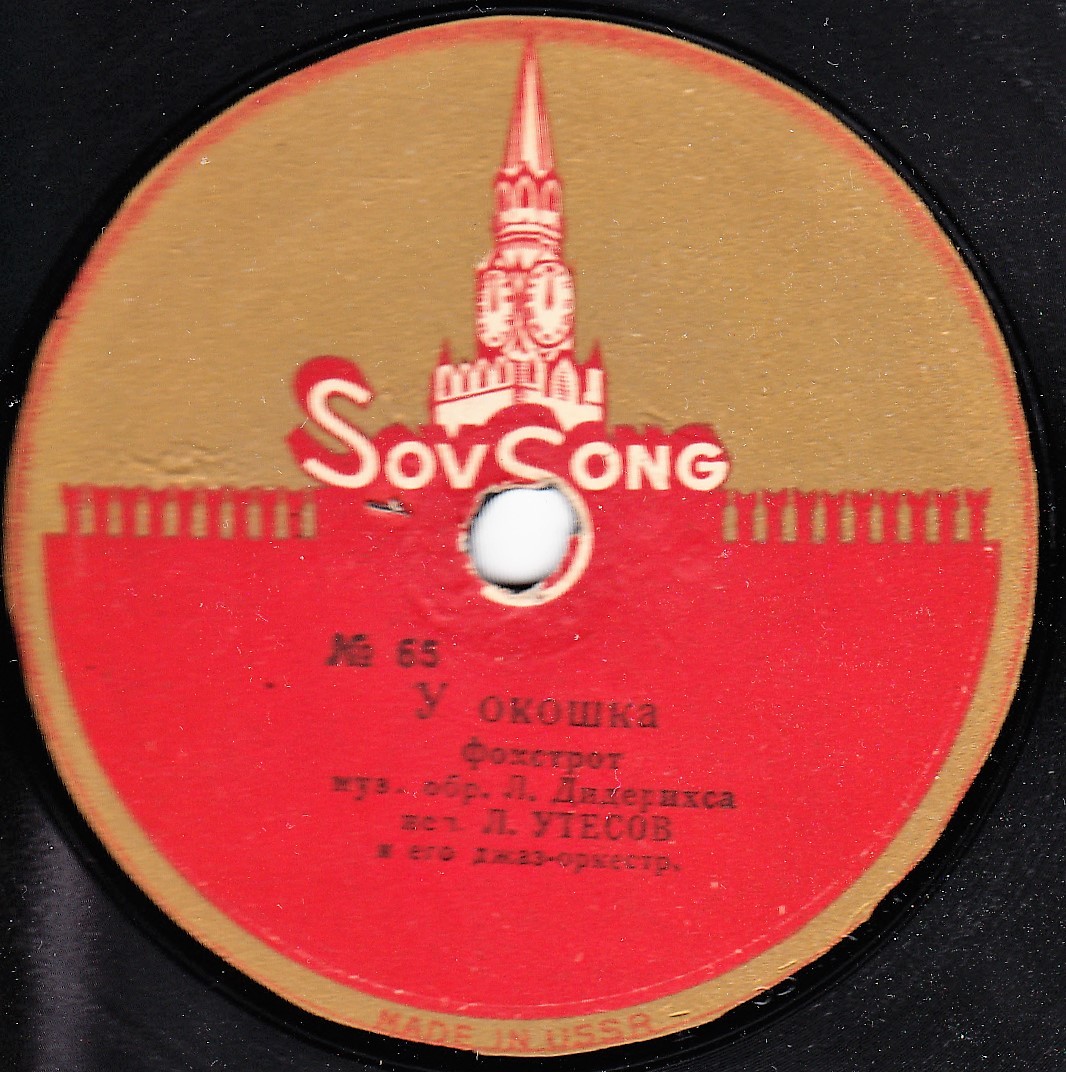 SovSong
№ 65
У окошка
фокстрот
муз. обр. Л. Дидерихса
исп. Л. УТЕСОВ
и его джаз-оркестр.
MADE IN USSR